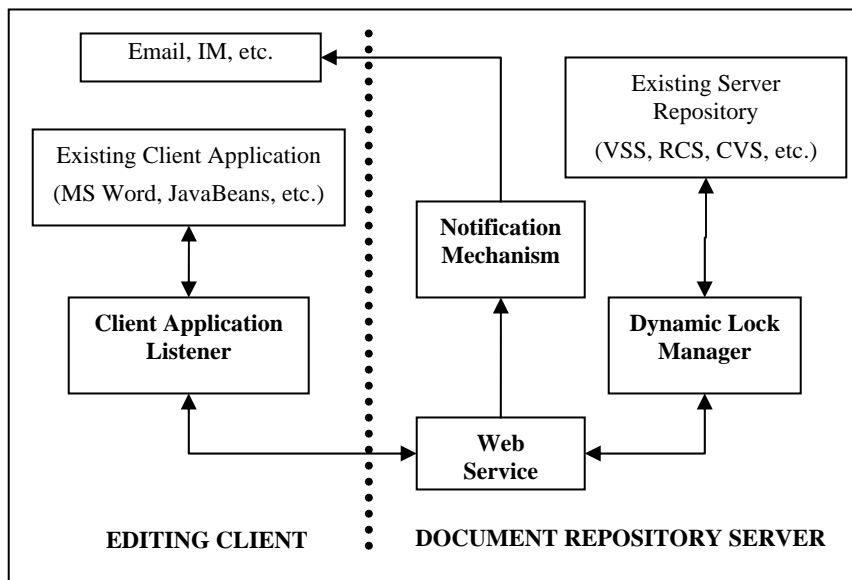 Email, IM, etc.
Existing Server
Repository
(VSS, RCS, CVS, etc.)
Existing Client Application
(MS Word, JavaBeans, etc.)
Notification
Mechanism
Client Application
Listener
Dynamic Lock
Manager
Web
Service
EDITING CLIENT
DOCUMENT REPOSITORY SERVER